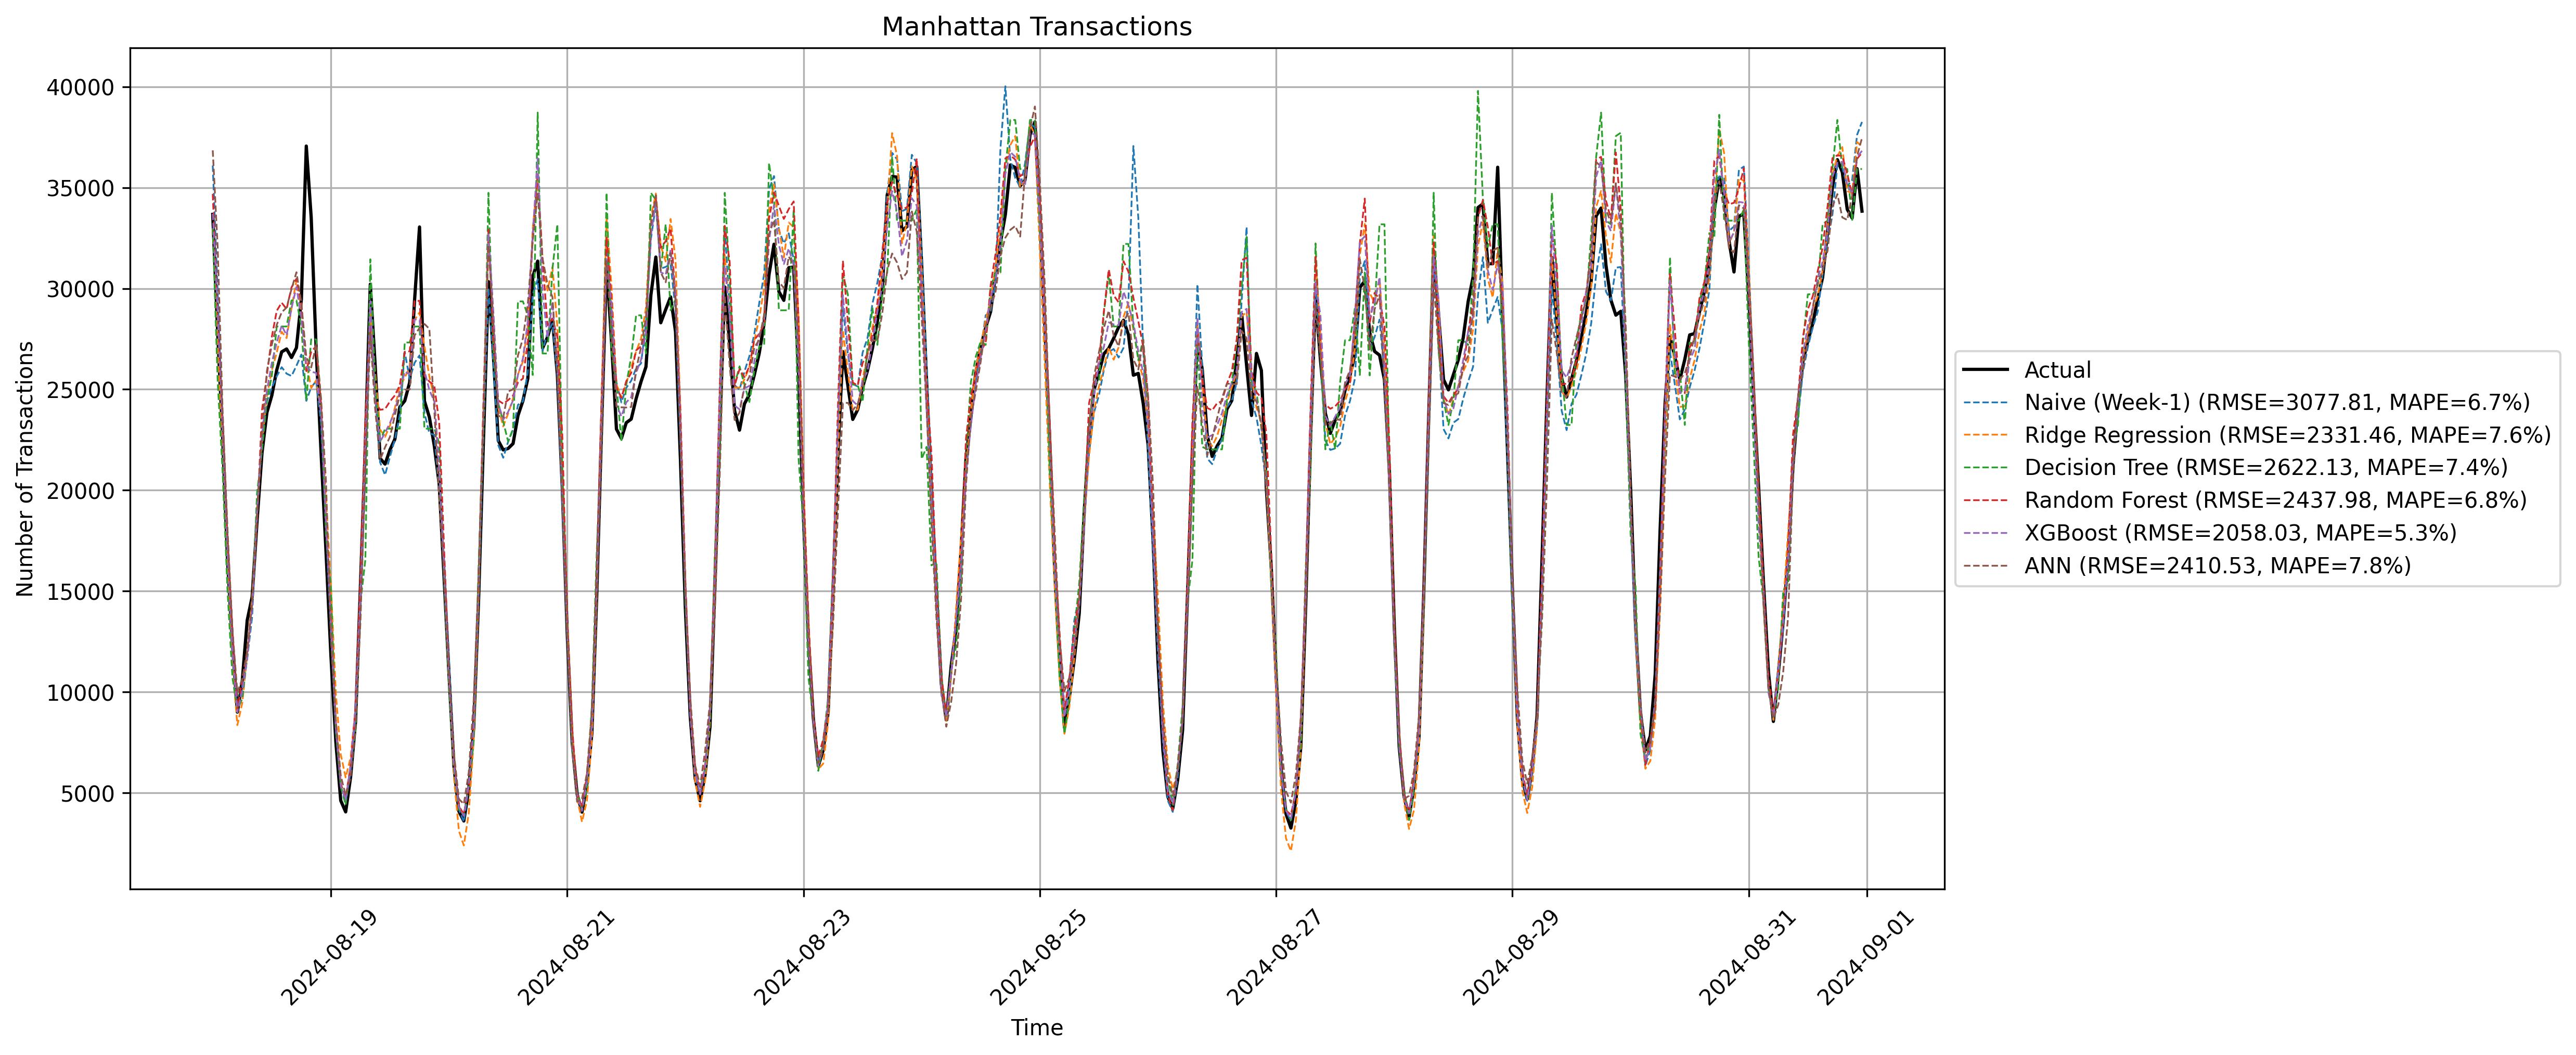 Manhattan Transactions
Number of Transactions
40000
35000
30000
25000
20000
15000
10000
5000
2024-08-19
2024-08-21
2024-08-23
2024-08-25
2024-08-27
2024-08-29
2024-08-31
2024-09-01
Time
Actual
Naive (Week-1) (RMSE=3077.81, MAPE=6.7%)
Ridge Regression (RMSE=2331.46, MAPE=7.6%)
Decision Tree (RMSE=2622.13, MAPE=7.4%)
Random Forest (RMSE=2437.98, MAPE=6.8%)
XGBoost (RMSE=2058.03, MAPE=5.3%)
ANN (RMSE=2410.53, MAPE=7.8%)